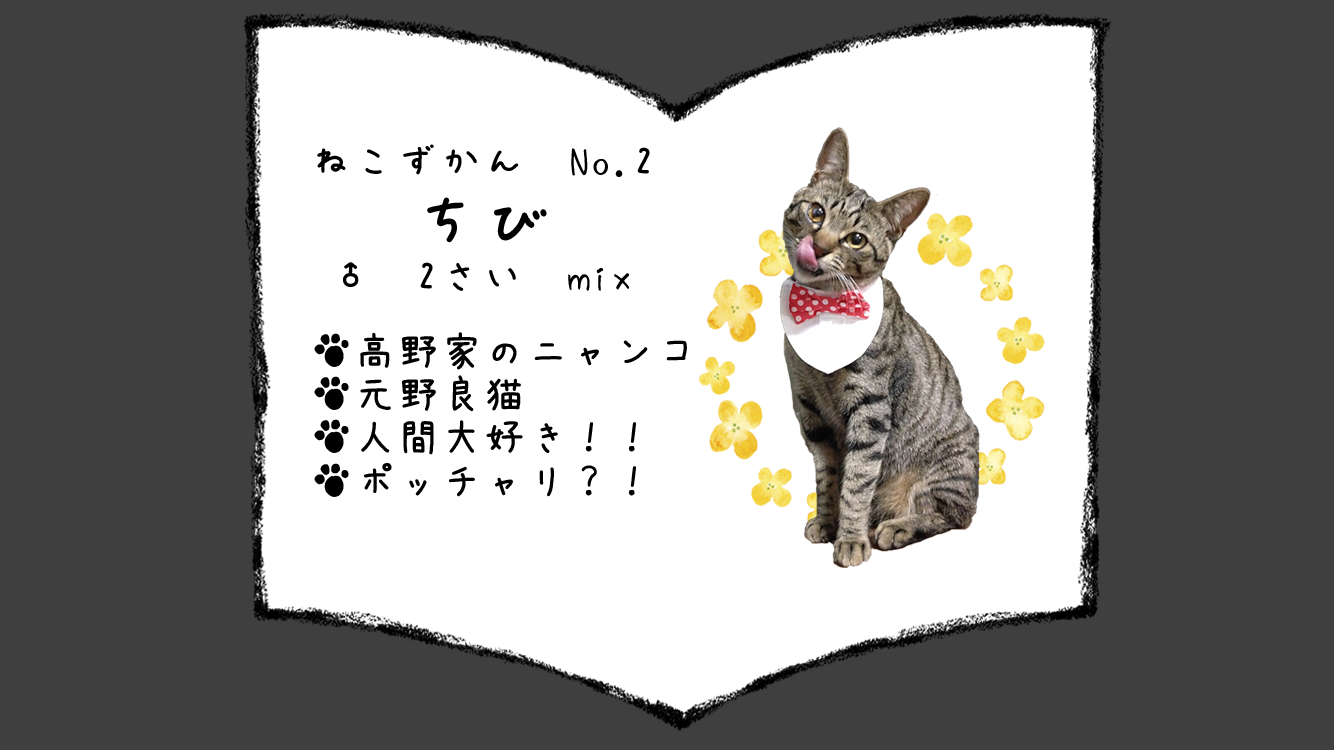 ねこずかん　No.2
ちび
♂　2さい　mix
高野家のニャンコ
元野良猫
人間大好き！！
ポッチャリ？！